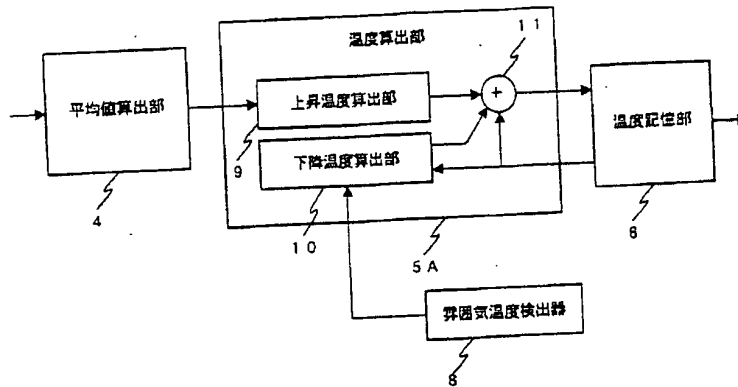 温度算出部
1 1
平均値算出部
上昇温度算出部
+
温度記憶部
下降温度算出部
9
4
1 0
6
5 A
雰囲気温度検出器
8